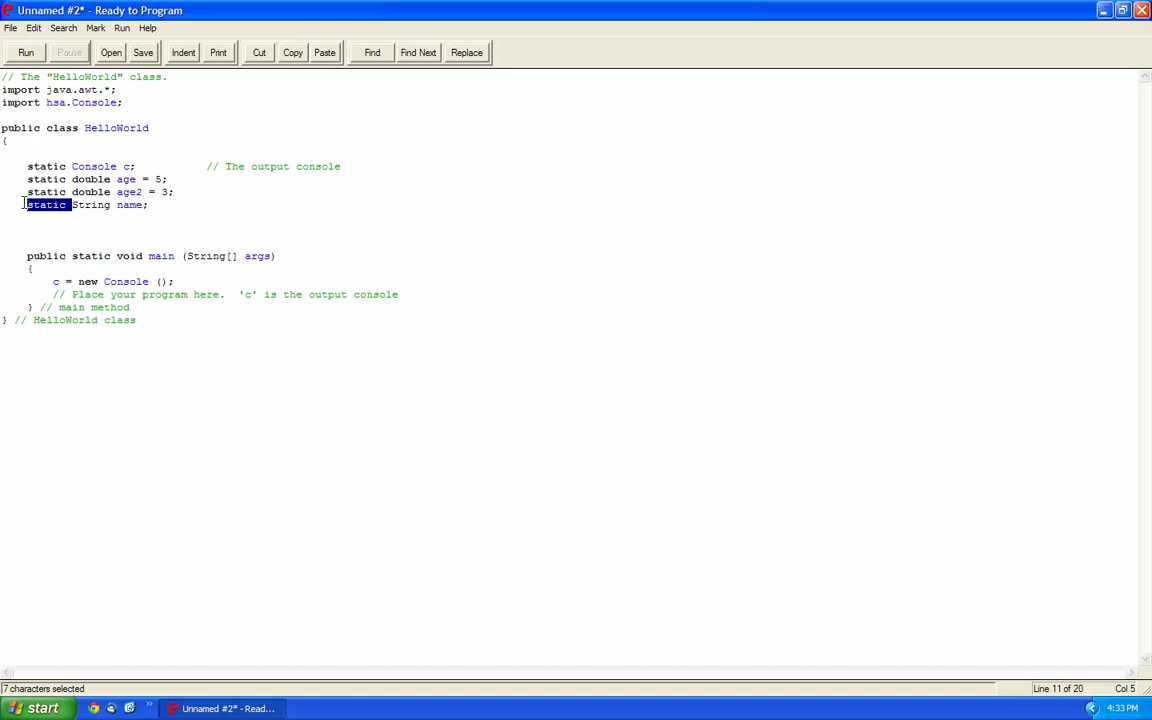 Unnamed #2* - Ready to Program
File Edit Search Mark Run Help
Run Pause Open Save Indent Print Cut Copy Paste Find Find Next Replace
// The "HelloWorld" class.
import java.awt.*;
import hsa.Console;
public class HelloWorld
{
static Console c; // The output console
static double age = 5;
static double age2 = 3;
static String name;
public static void main (String[] args)
{
c = new Console ();
// Place your program here. 'c' is the output console
} // main method
} // HelloWorld class
7 characters selected Line 11 of 20 Col 5
start Unnamed #2* - Read... 4:33 PM